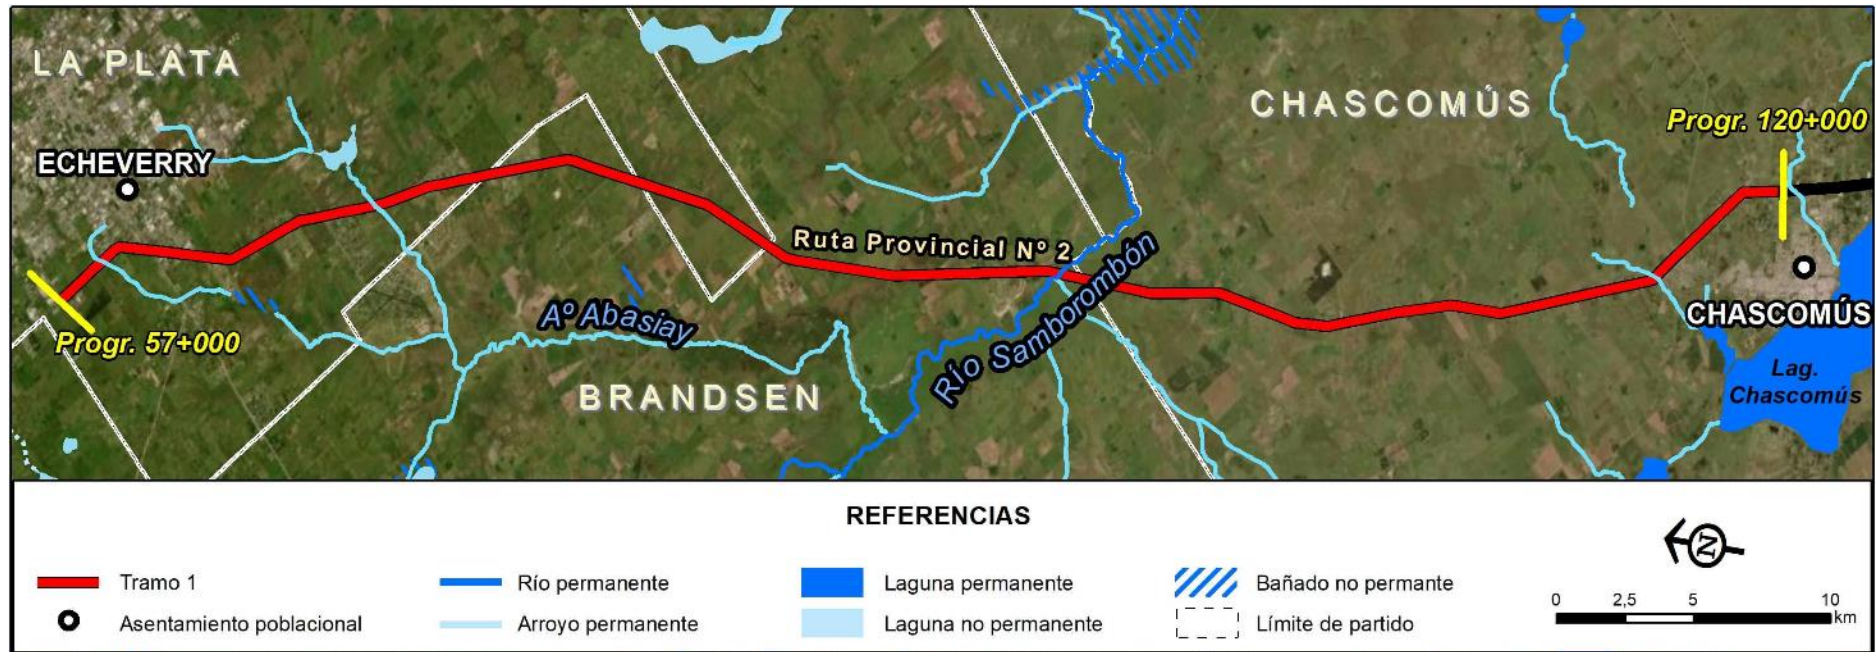 LA PLATA
ECHEVERRY
Progr. 57+000
Aº Abasiay
BRANDSEN
Ruta Provincial Nº 2
Río Samborombón
CHASCOMÚS
Progr. 120+000
CHASCOMÚS
Lag.
Chascomús
REFERENCIAS
Tramo 1
Asentamiento poblacional
Río permanente
Arroyo permanente
Laguna permanente
Laguna no permanente
Bañado no permante
Límite de partido
N
0 2,5 5 10
km